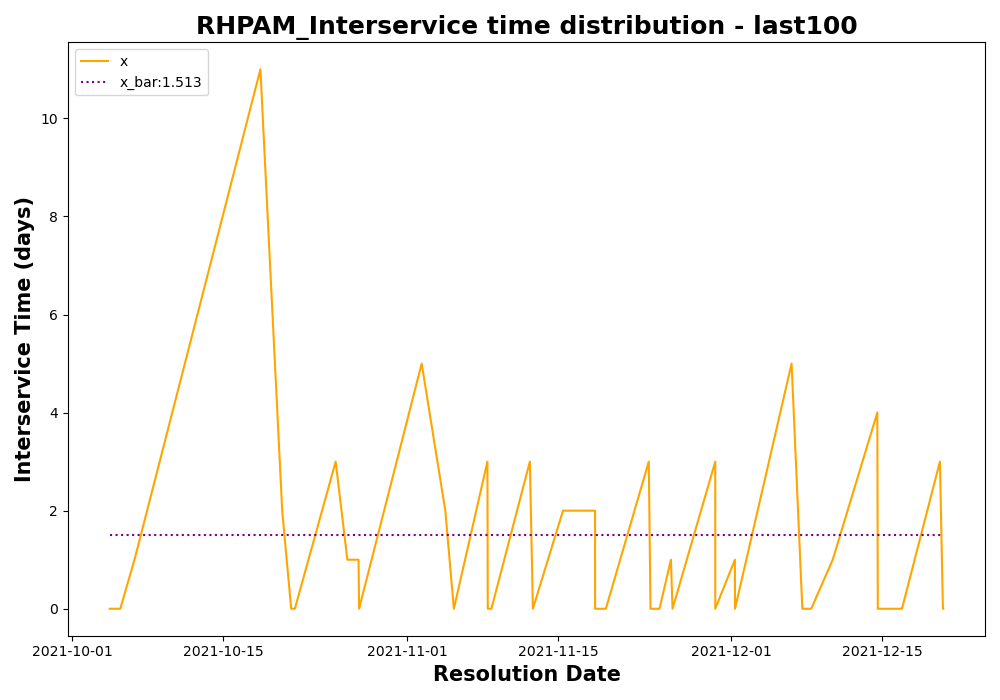 RHPAM_Interservice time distribution - last100
x
x_bar:1.513
10
8
6
4
2
0
Interservice Time (days)
2021-10-01
2021-10-15
2021-11-01
2021-11-15
2021-12-01
2021-12-15
Resolution Date